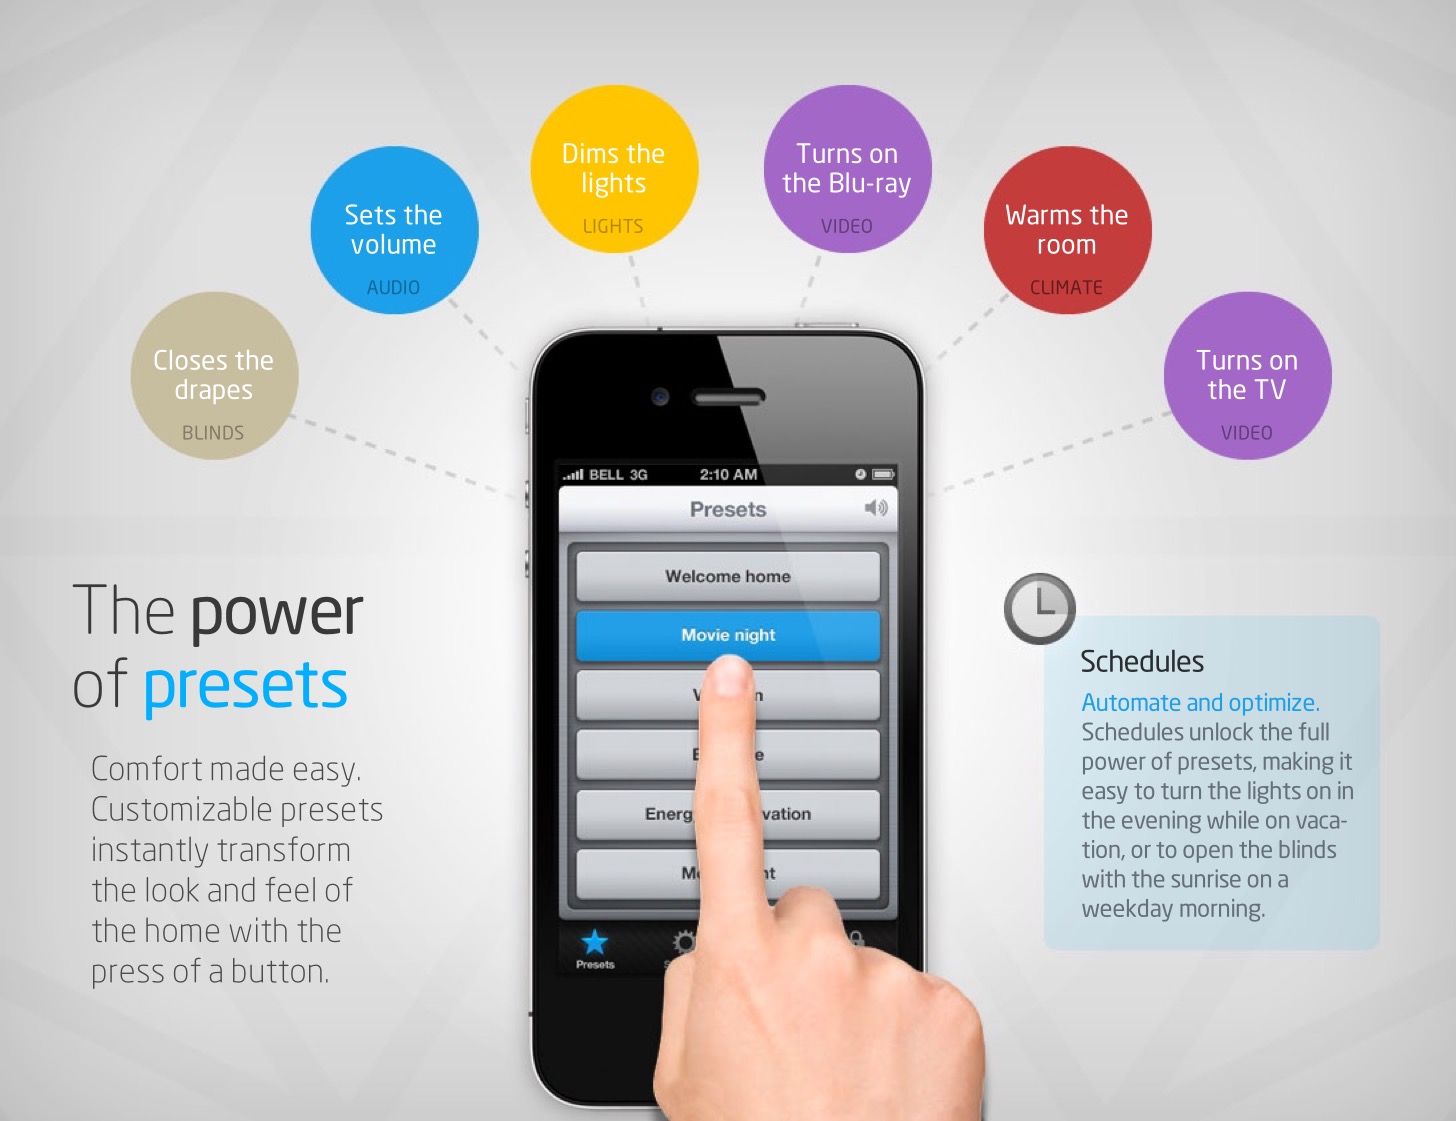 Dims the
lights
LIGHTS
Turns on
the Blu-ray
VIDEO
Sets the
volume
AUDIO
Warms the
room
CLIMATE
Closes the
drapes
BLINDS
Turns on
the TV
VIDEO
BELL 3G 2:10 AM
Presets
Welcome home
Movie night
Presets
The power
of presets
Comfort made easy.
Customizable presets
instantly transform
the look and feel of
the home with the
press of a button.
Schedules
Automate and optimize.
Schedules unlock the full
power of presets, making it
easy to turn the lights on in
the evening while on vaca-
tion, or to open the blinds
with the sunrise on a
weekday morning.